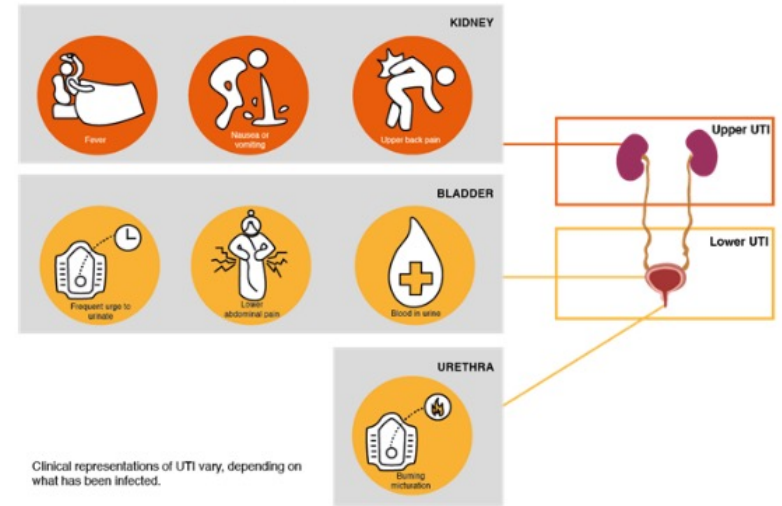 KIDNEY
Fever
Nausea or
vomiting
Upper back pain
Upper UTI
BLADDER
Lower UTI
Frequent urge to
urinate
Lower
abdominal pain
Blood in urine
URETHRA
Burning
micturation
Clinical representations of UTI vary, depending on
what has been infected.